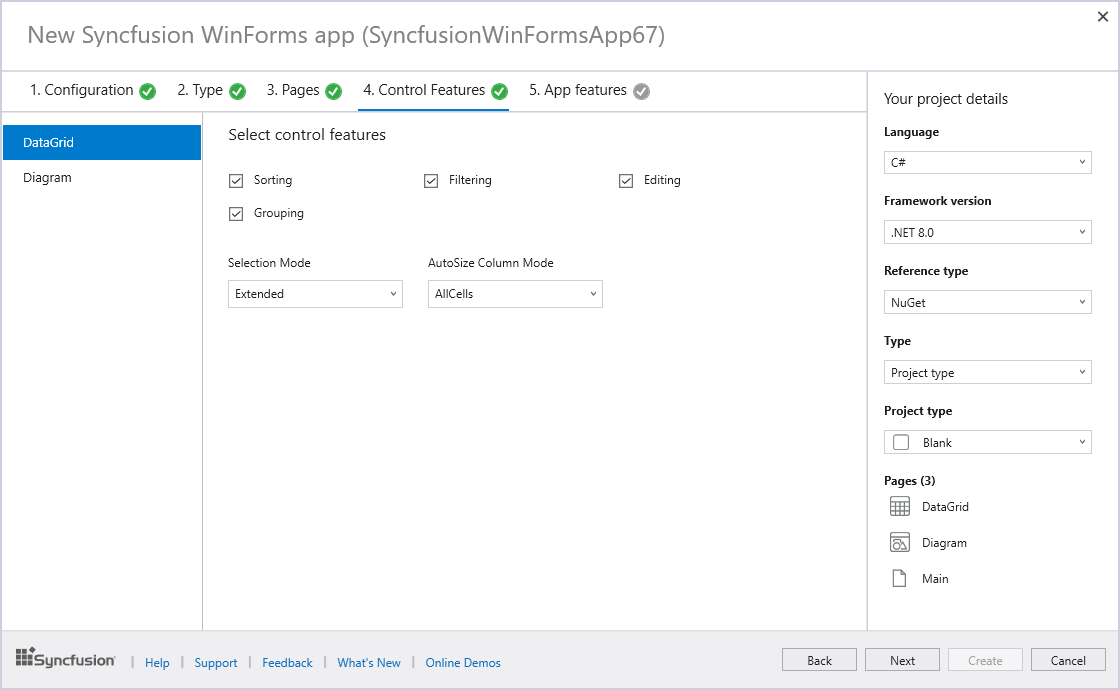 New Syncfusion WinForms app (SyncfusionWinFormsApp67)
1. Configuration 2. Type 3. Pages 4. Control Features 5. App features
DataGrid
Diagram
Select control features
Sorting Filtering Editing
Grouping
Selection Mode AutoSize Column Mode
Extended AllCells
Your project details
Language
C#
Framework version
.NET 8.0
Reference type
NuGet
Type
Project type
Project type
Blank
Pages (3)
DataGrid
Diagram
Main
Syncfusion | Help | Support | Feedback | What's New | Online Demos
Back Next Create Cancel